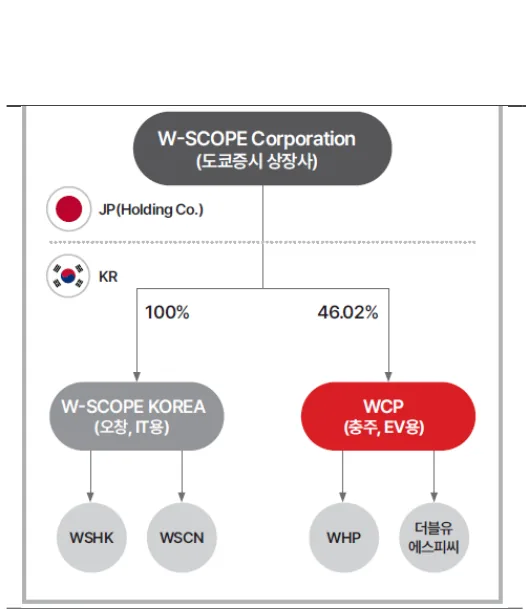 W-SCOPE Corporation
(도쿄증시 상장사)
JP(Holding Co.)
KR
100%
46.02%
W-SCOPE KOREA
(오창, IT용)
WCP
(충주, EV용)
WSHK
WSCN
WHP
더블유
에스피씨